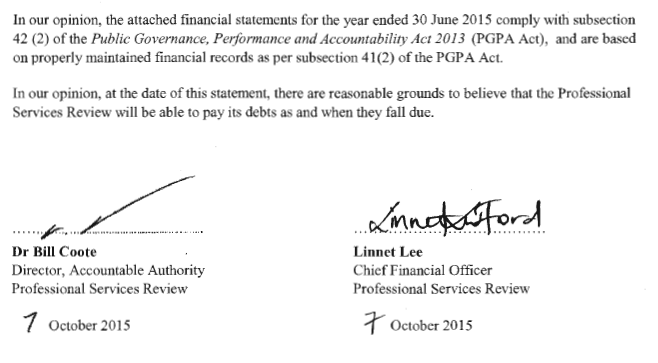 In our opinion, the attached financial statements for the year ended 30 June 2015 comply with subsection
42 (2) of the Public Governance, Performance and Accountability Act 2013 (PGPA Act), and are based
on properly maintained financial records as per subsection 41(2) of the PGPA Act.
In our opinion, at the date of this statement, there are reasonable grounds to believe that the Professional
Services Review will be able to pay its debts as and when they fall due.
Dr Bill Coote
Director, Accountable Authority
Professional Services Review
7 October 2015
Linnet Lee
Chief Financial Officer
Professional Services Review
7 October 2015